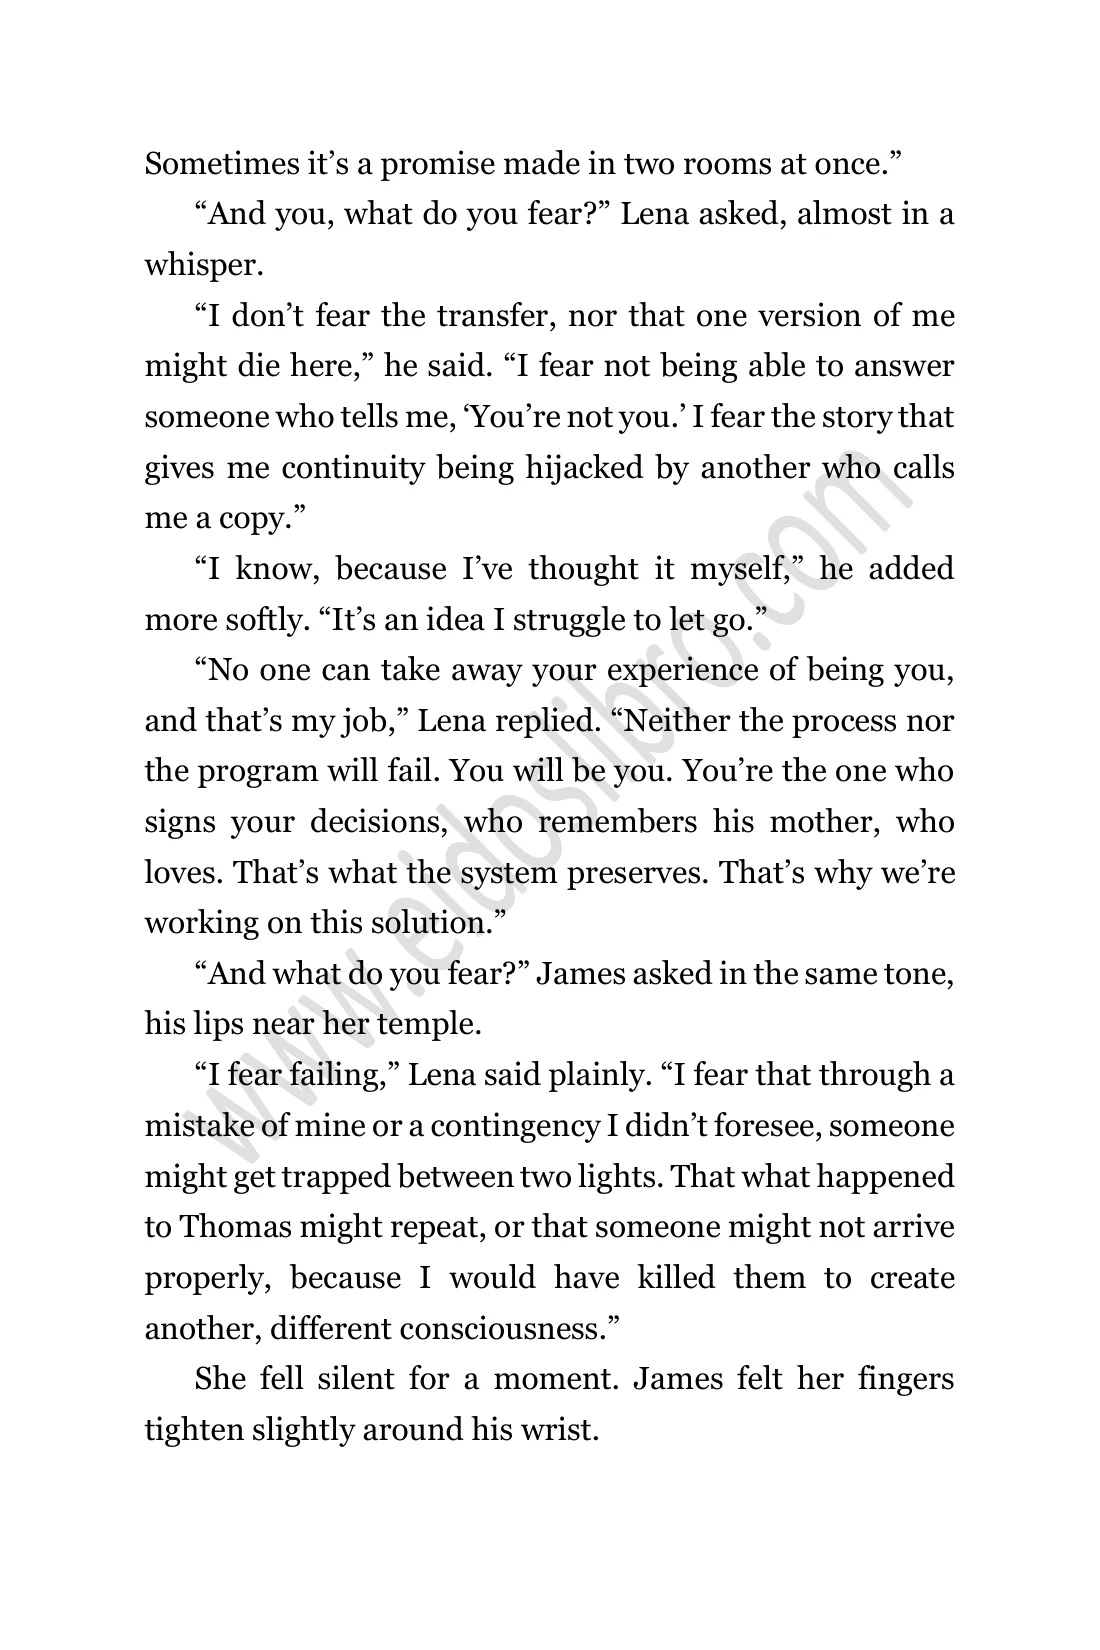 Sometimes it’s a promise made in two rooms at once.”
“And you, what do you fear?” Lena asked, almost in a
whisper.
“I don’t fear the transfer, nor that one version of me
might die here,” he said. “I fear not being able to answer
someone who tells me, ‘You’re not you.’ I fear the story that
gives me continuity being hijacked by another who calls
me a copy.”
“I know, because I’ve thought it myself,” he added
more softly. “It’s an idea I struggle to let go.”
“No one can take away your experience of being you,
and that’s my job,” Lena replied. “Neither the process nor
the program will fail. You will be you. You’re the one who
signs your decisions, who remembers his mother, who
loves. That’s what the system preserves. That’s why we’re
working on this solution.”
“And what do you fear?” James asked in the same tone,
his lips near her temple.
“I fear failing,” Lena said plainly. “I fear that through a
mistake of mine or a contingency I didn’t foresee, someone
might get trapped between two lights. That what happened
to Thomas might repeat, or that someone might not arrive
properly, because I would have killed them to create
another, different consciousness.”
She fell silent for a moment. James felt her fingers
tighten slightly around his wrist.
www.eidoslibro.com